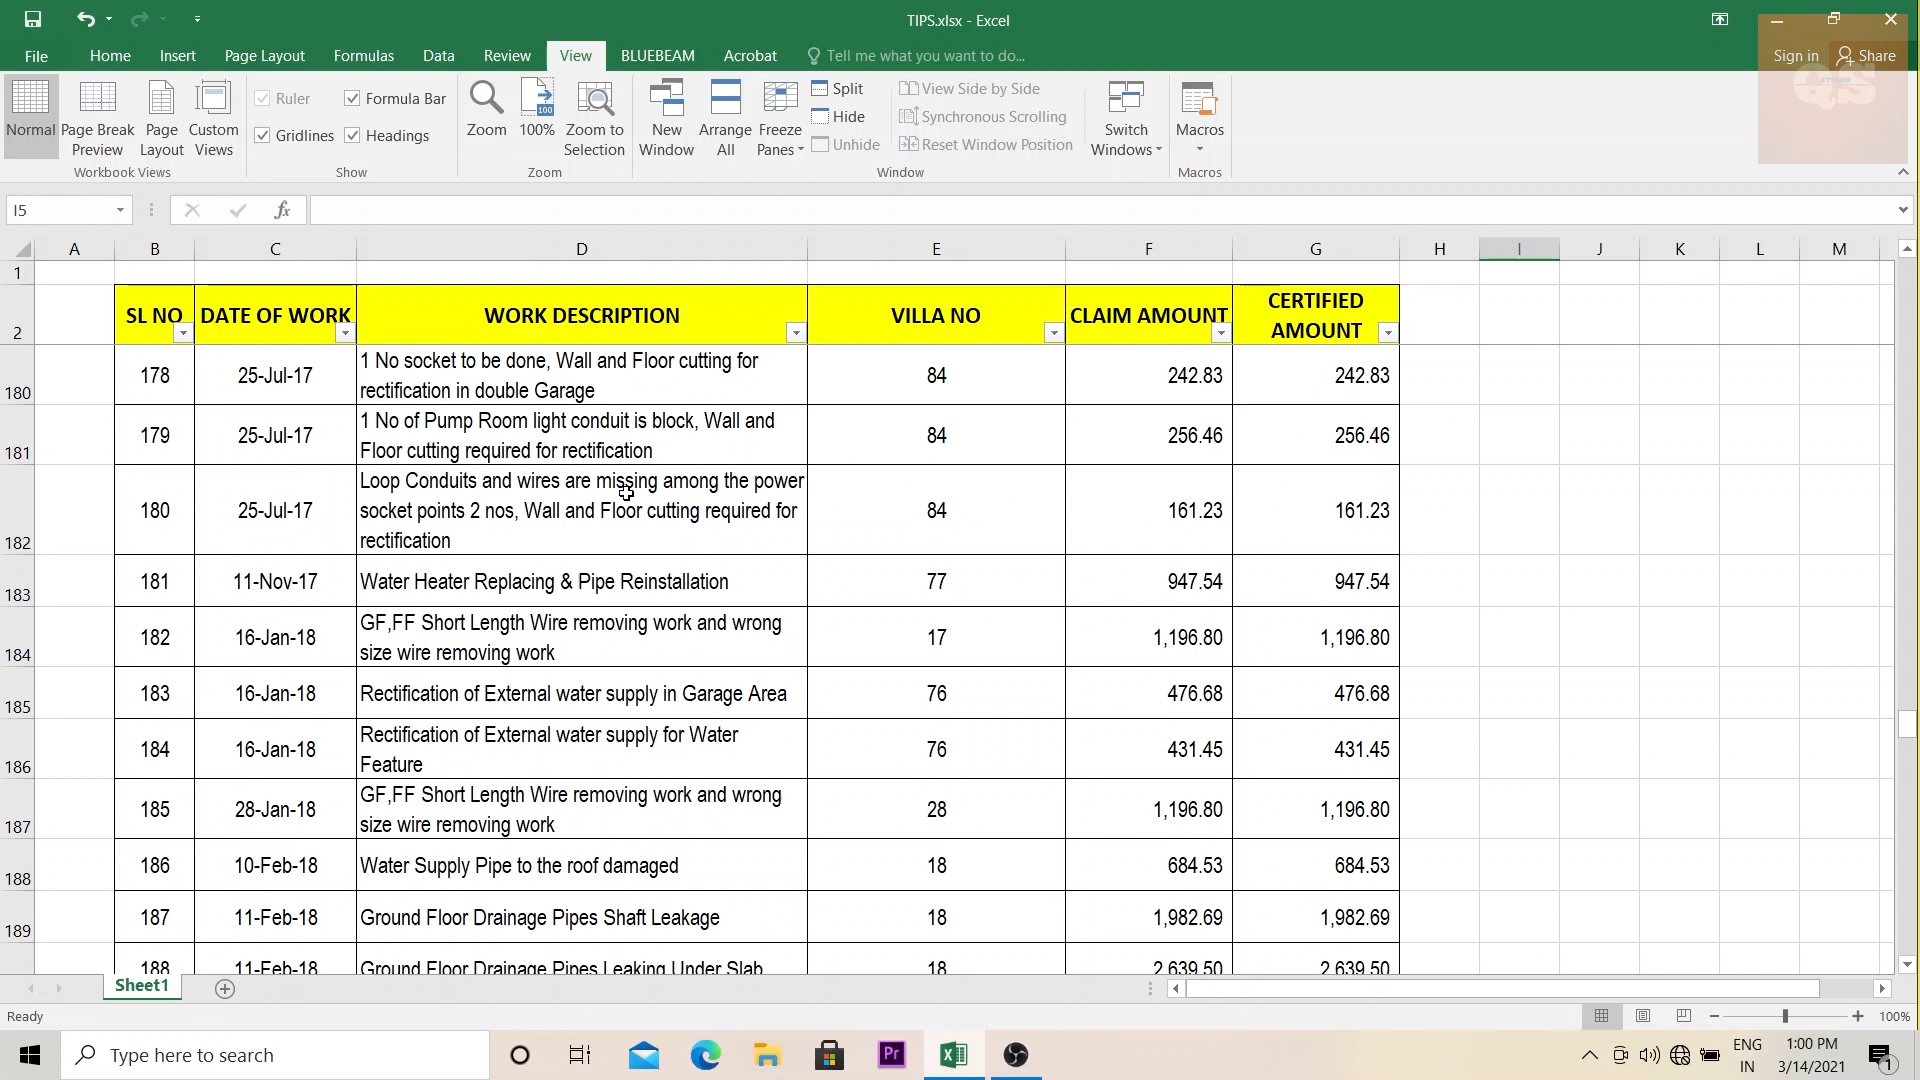 TIPS.xlsx - Excel
File Home Insert Page Layout Formulas Data Review View BLUEBEAM Acrobat Tell me what you want to do... Sign in Share
QS
Normal
Page Break
Preview
Page
Layout
Custom
Views
Workbook Views
Ruler
Formula Bar
Gridlines
Headings
Show
Zoom
100
100%
Zoom to
Selection
Zoom
New
Window
Arrange
All
Freeze
Panes
Split
Hide
Unhide
View Side by Side
Synchronous Scrolling
Reset Window Position
Window
Switch
Windows
Macros
Macros
I5
fx
A B C D E F G H I J K L M
1
2 SL NO DATE OF WORK WORK DESCRIPTION VILLA NO CLAIM AMOUNT CERTIFIED
AMOUNT
180 178 25-Jul-17 1 No socket to be done, Wall and Floor cutting for
rectification in double Garage 84 242.83 242.83
181 179 25-Jul-17 1 No of Pump Room light conduit is block, Wall and
Floor cutting required for rectification 84 256.46 256.46
182 180 25-Jul-17 Loop Conduits and wires are missing among the power
socket points 2 nos, Wall and Floor cutting required for
rectification 84 161.23 161.23
183 181 11-Nov-17 Water Heater Replacing & Pipe Reinstallation 77 947.54 947.54
184 182 16-Jan-18 GF,FF Short Length Wire removing work and wrong
size wire removing work 17 1,196.80 1,196.80
185 183 16-Jan-18 Rectification of External water supply in Garage Area 76 476.68 476.68
186 184 16-Jan-18 Rectification of External water supply for Water
Feature 76 431.45 431.45
187 185 28-Jan-18 GF,FF Short Length Wire removing work and wrong
size wire removing work 28 1,196.80 1,196.80
188 186 10-Feb-18 Water Supply Pipe to the roof damaged 18 684.53 684.53
189 187 11-Feb-18 Ground Floor Drainage Pipes Shaft Leakage 18 1,982.69 1,982.69
188 11-Feb-18 Ground Floor Drainage Pipes Leaking Under Slab 18 2,639.50 2,639.50
Sheet1
Ready
100%
Type here to search
Pr
ENG
IN
1:00 PM
3/14/2021
1